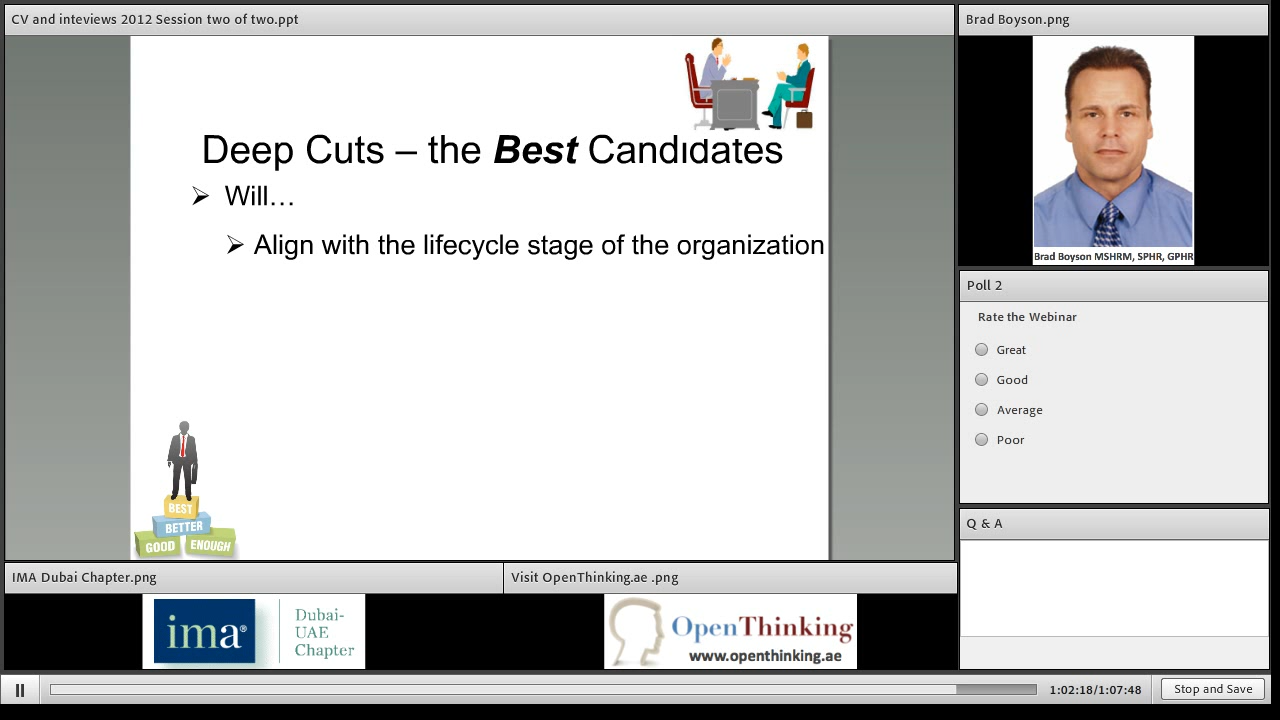 CV and inteviews 2012 Session two of two.ppt
Deep Cuts – the Best Candidates
Will…
Align with the lifecycle stage of the organization
BEST
BETTER
GOOD ENOUGH
Brad Boyson.png
Brad Boyson MSHRM, SPHR, GPHR
Poll 2
Rate the Webinar
Great
Good
Average
Poor
Q & A
IMA Dubai Chapter.png
ima®
Dubai-
UAE
Chapter
Visit OpenThinking.ae .png
OpenThinking
www.openthinking.ae
1:02:18/1:07:48
Stop and Save